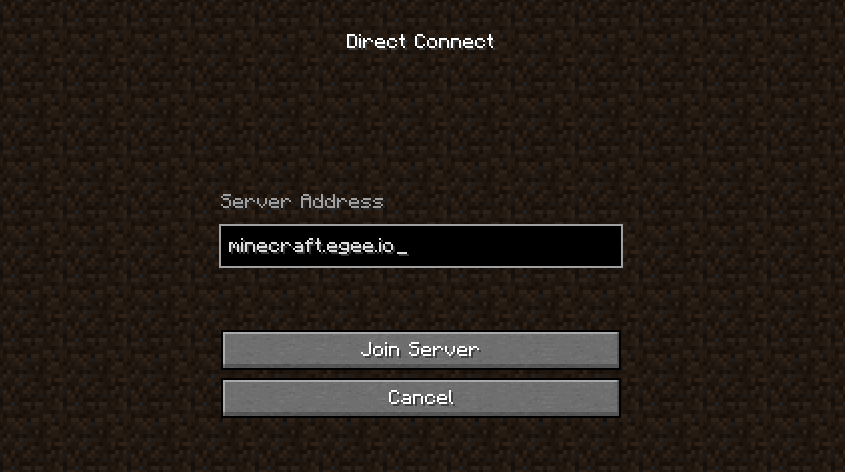 Direct Connect
Server Address
minecraft.egee.io_
Join Server
Cancel